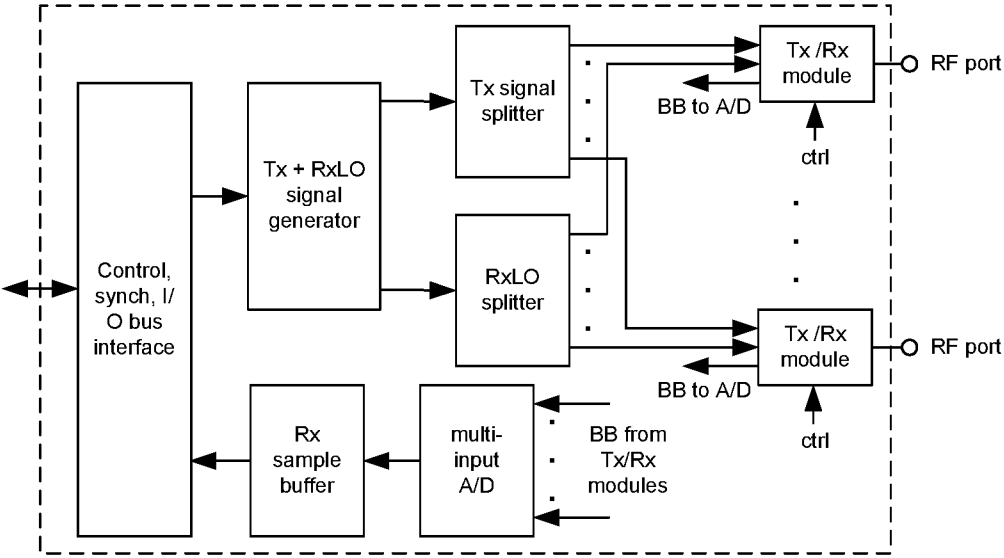 Control,
synch, I/
O bus
interface
Tx + RxLO
signal
generator
Tx signal
splitter
RxLO
splitter
Tx /Rx
module
RF port
BB to A/D
ctrl
Tx /Rx
module
RF port
BB to A/D
ctrl
Rx
sample
buffer
multi-
input
A/D
BB from
Tx/Rx
modules